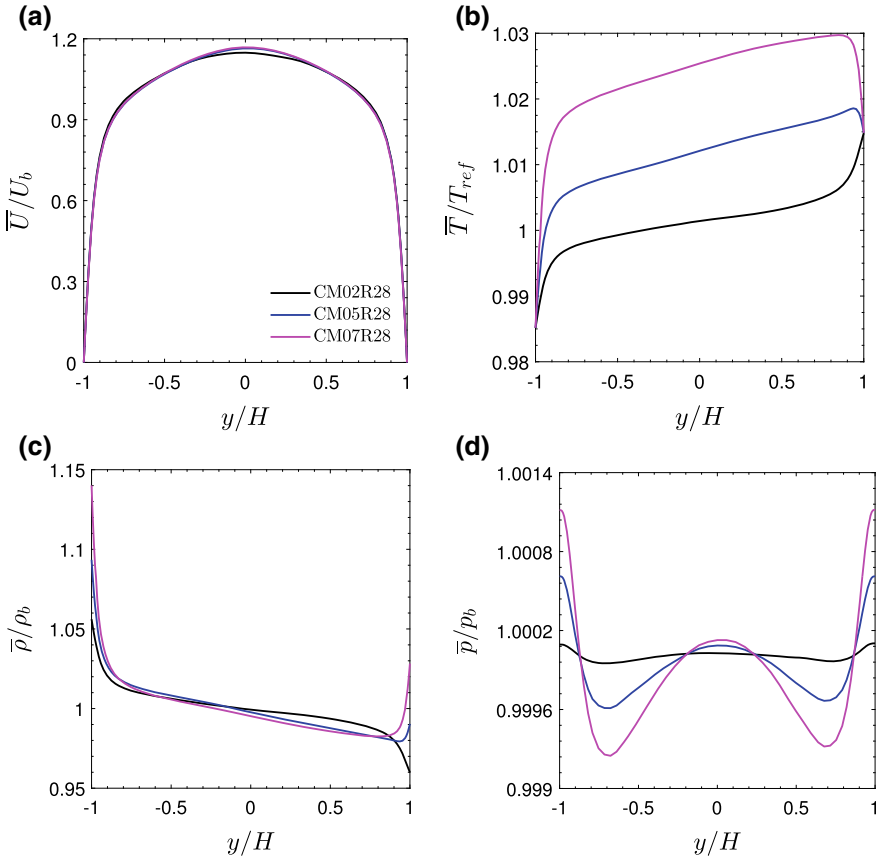 (a)
1.2
0.9
0.6
0.3
0
U/U_b
CM02R28
CM05R28
CM07R28
-1
-0.5
0
0.5
1
y/H
(b)
1.03
1.02
1.01
1
0.99
0.98
T/T_ref
-1
-0.5
0
0.5
1
y/H
(c)
1.15
1.1
1.05
1
0.95
ρ/ρ_b
-1
-0.5
0
0.5
1
y/H
(d)
1.0014
1.0008
1.0002
0.9996
0.999
p/p_b
-1
-0.5
0
0.5
1
y/H